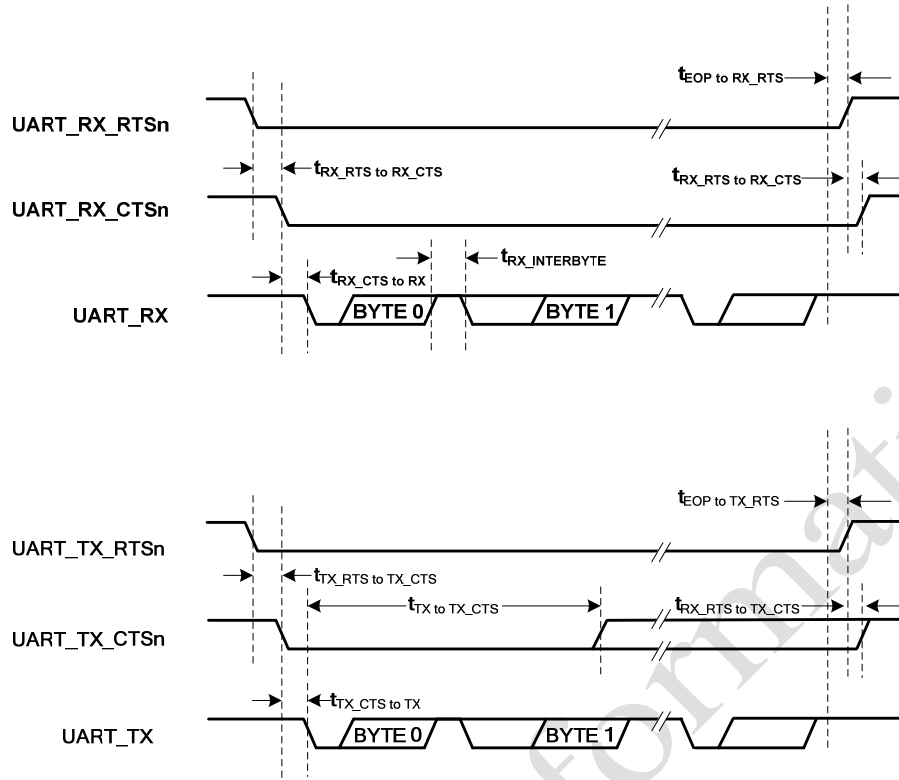 tEOP to RX_RTS
UART_RX_RTSn
tRX_RTS to RX_CTS
tRX_RTS to RX_CTS
UART_RX_CTSn
tRX_INTERBYTE
tRX_CTS to RX
UART_RX
BYTE 0
BYTE 1
tEOP to TX_RTS
UART_TX_RTSn
tTX_RTS to TX_CTS
tTX to TX_CTS
tRX_RTS to TX_CTS
UART_TX_CTSn
tTX_CTS to TX
UART_TX
BYTE 0
BYTE 1